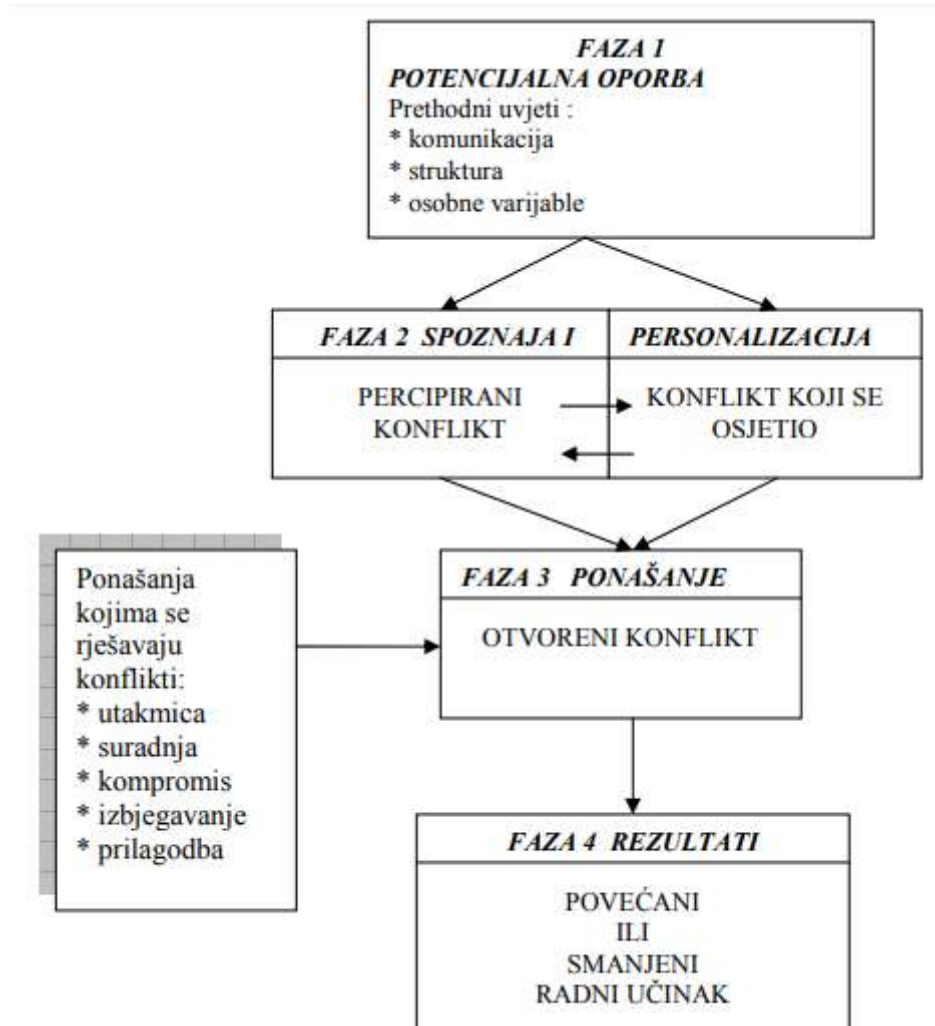 FAZA 1
POTENCIJALNA OPORBA
Prethodni uvjeti :
* komunikacija
* struktura
* osobne varijable
FAZA 2 SPOZNAJA I
PERSONALIZACIJA
PERCIPIRANI
KONFLIKT
KONFLIKT KOJI SE
OSJETIO
Ponašanja
kojima se
rješavaju
konflikti:
* utakmica
* suradnja
* kompromis
* izbjegavanje
* prilagodba
FAZA 3 PONAŠANJE
OTVORENI KONFLIKT
FAZA 4 REZULTATI
POVEĆANI
ILI
SMANJENI
RADNI UČINAK